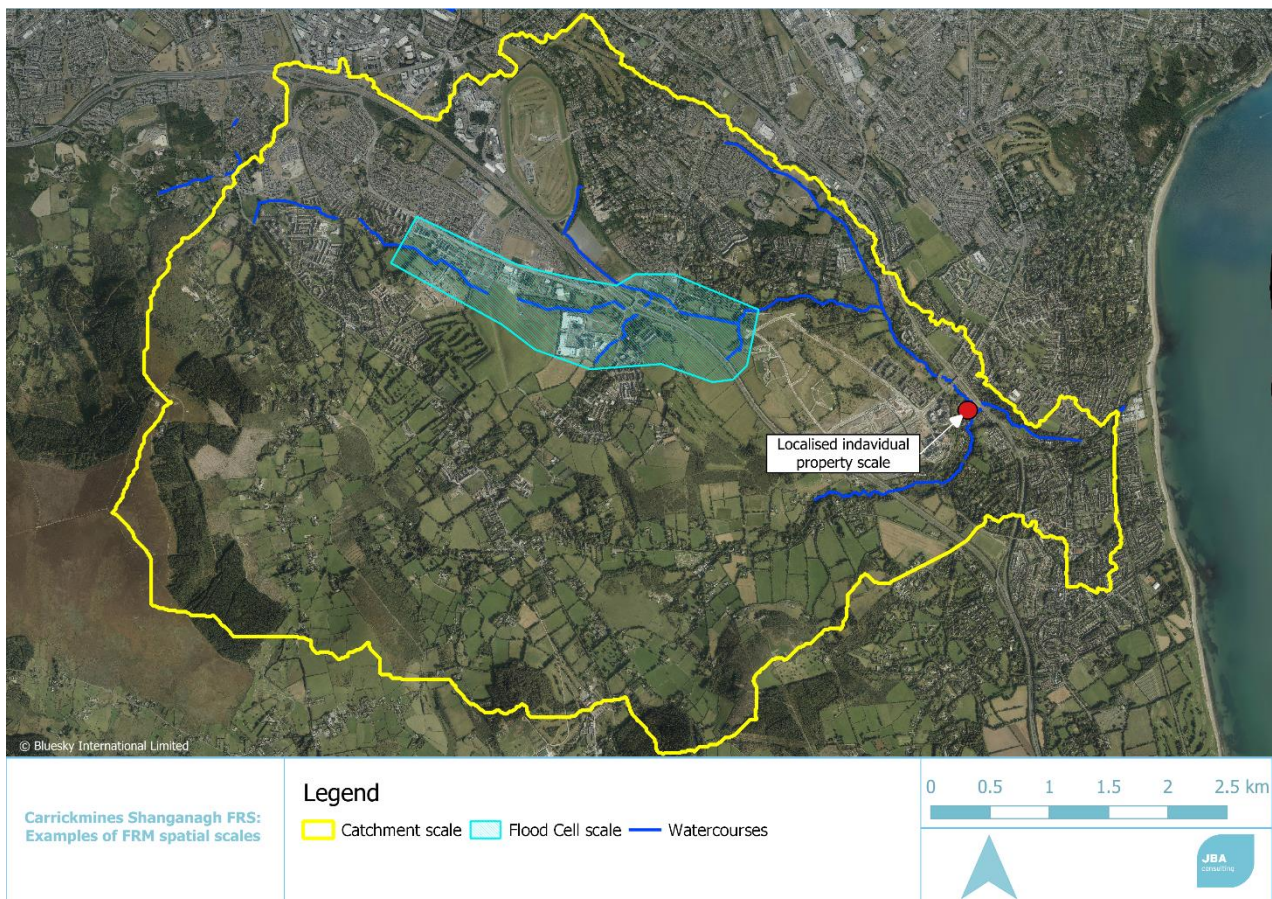 Localised indavidual
property scale
© Bluesky International Limited
Carrickmines Shanganagh FRS:
Examples of FRM spatial scales
Legend
Catchment scale
Flood Cell scale
Watercourses
0 0.5 1 1.5 2 2.5 km
JBA
consulting